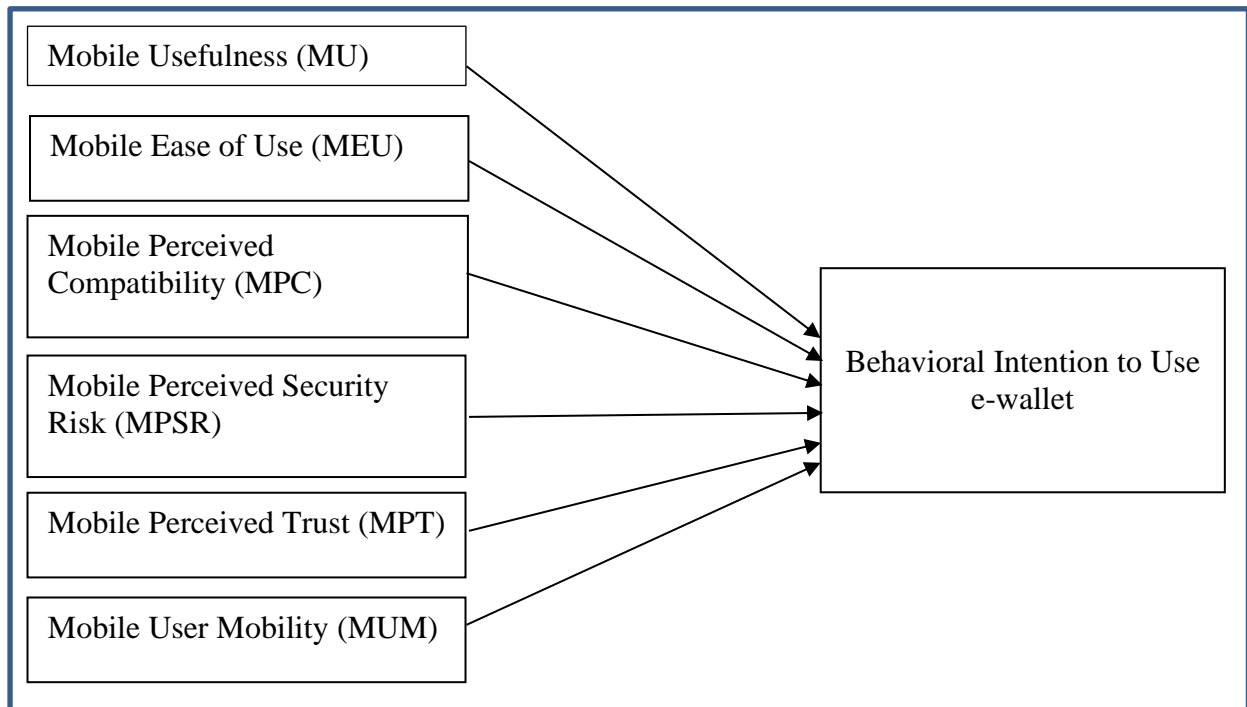 Mobile Usefulness (MU)
Mobile Ease of Use (MEU)
Mobile Perceived
Compatibility (MPC)
Mobile Perceived Security
Risk (MPSR)
Mobile Perceived Trust (MPT)
Mobile User Mobility (MUM)
Behavioral Intention to Use
e-wallet